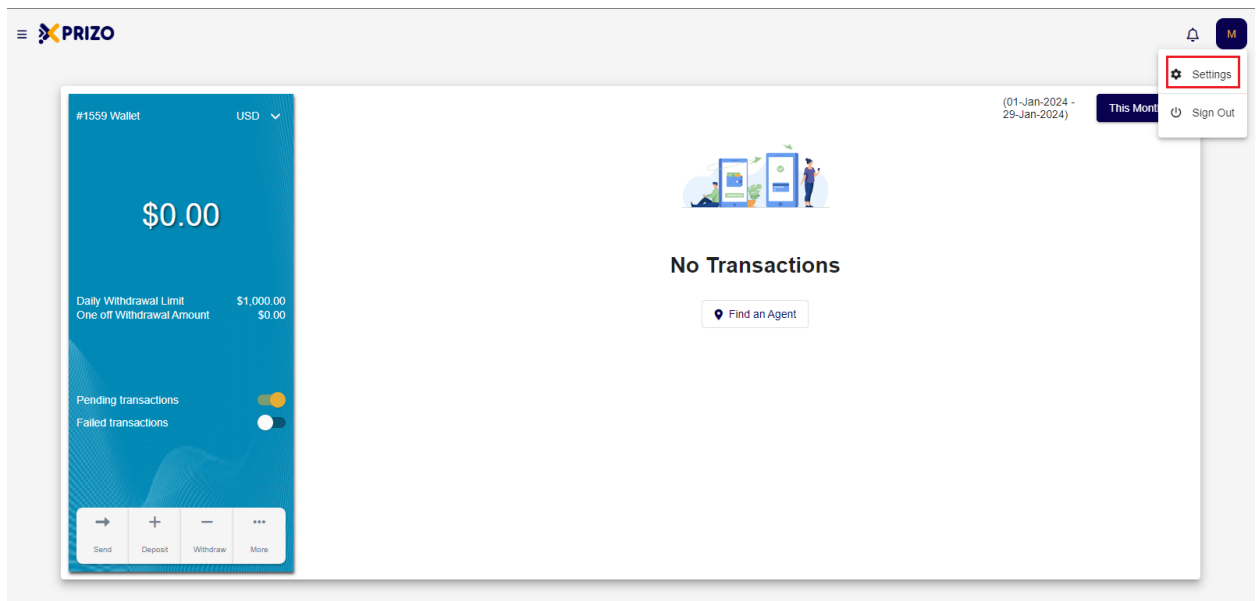 XPRIZO
M
Settings
Sign Out
#1559 Wallet
USD
$0.00
Daily Withdrawal Limit $1,000.00
One off Withdrawal Amount $0.00
Pending transactions
Failed transactions
Send Deposit Withdraw More
(01-Jan-2024 -
29-Jan-2024)
This Mont
No Transactions
Find an Agent